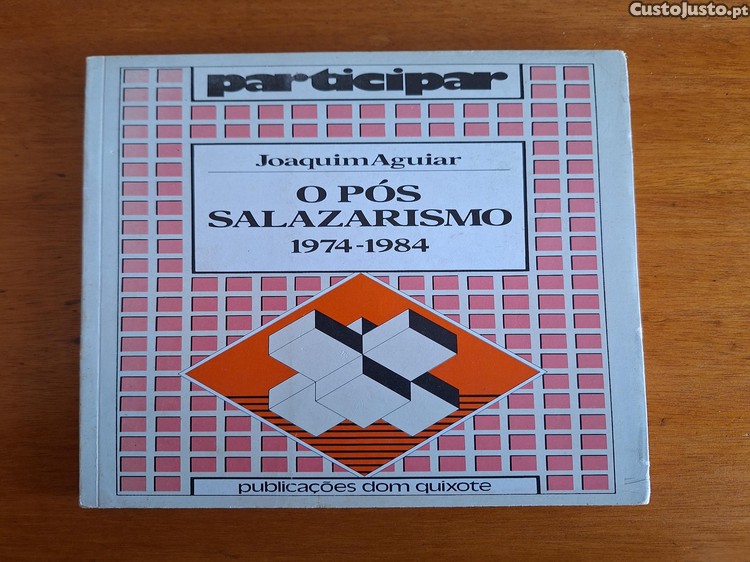 CustoJusto.pt
participar
Joaquim Aguiar
O PÓS
SALAZARISMO
1974-1984
publicações dom quixote